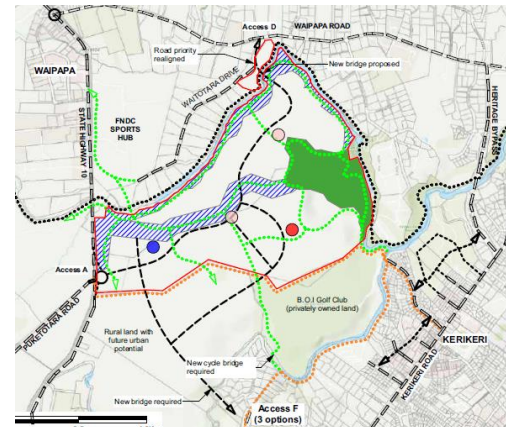 Access D
WAIPAPA ROAD
Road priority
realigned
New bridge proposed
WAIPAPA
WAITOTARA DRIVE
HERITAGE BYPASS
FNDC
SPORTS
HUB
STATE HIGHWAY 10
Access A
PUKETOTARA ROAD
B.O.I Golf Club
(privately owned land)
Rural land with
future urban
potential
KERIKERI
KERIKERI ROAD
New cycle bridge
required
New bridge required
Access F
(3 options)